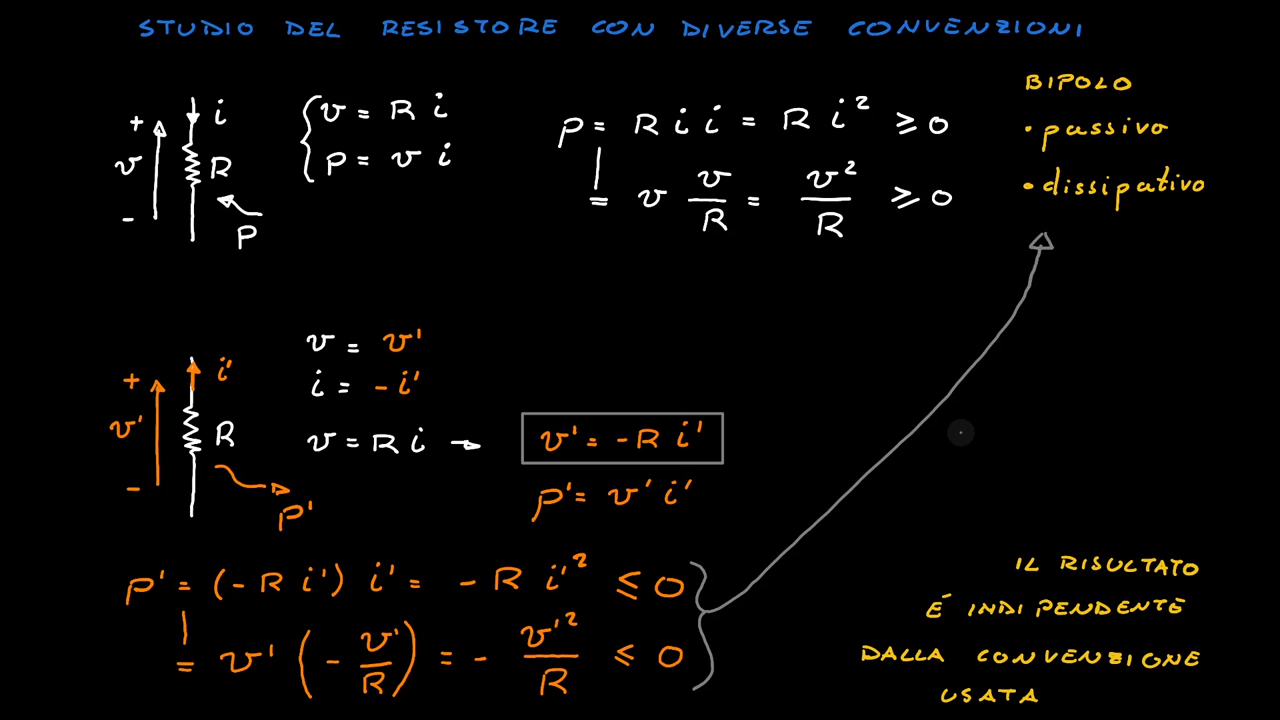 STUDIO DEL RESISTORE CON DIVERSE CONVENZIONI
+ i
v R
-
P
v = R i
p = v i
p = R i i = R i² ≥ 0
= v v/R = v²/R ≥ 0
BIPOLO
• passivo
• dissipativo
+ i'
v' R
-
p'
v = v'
i = - i'
v = R i → v' = - R i'
p' = v' i'
p' = (- R i') i' = - R i'² ≤ 0
= v' (- v'/R) = - v'²/R ≤ 0
IL RISULTATO
É INDIPENDENTE
DALLA CONVENZIONE
USATA